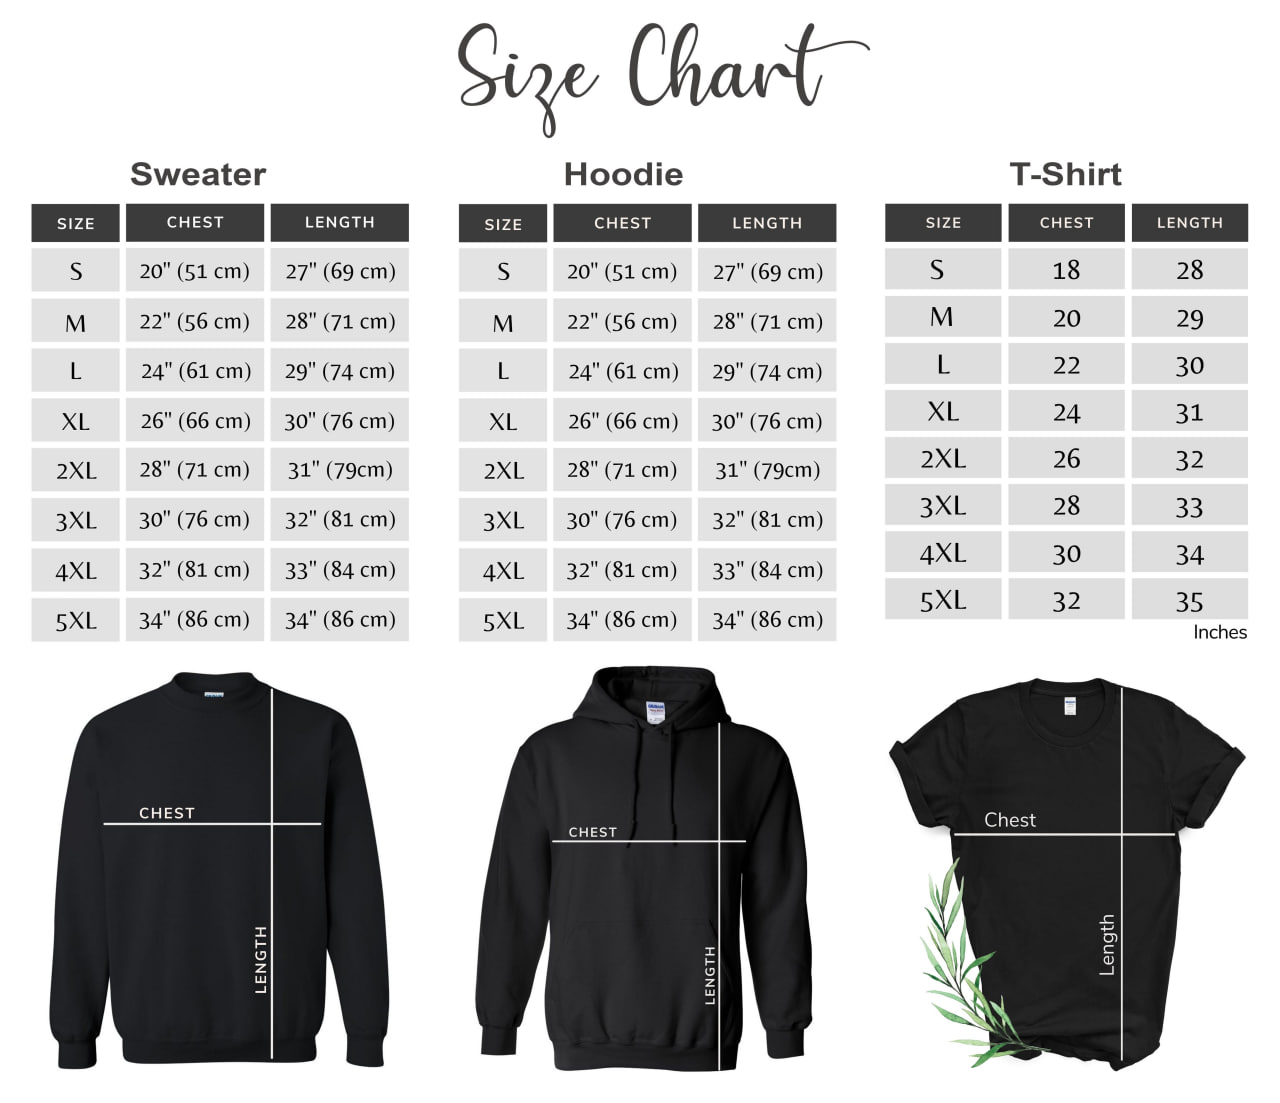 Size Chart
Sweater
SIZE CHEST LENGTH
S 20" (51 cm) 27" (69 cm)
M 22" (56 cm) 28" (71 cm)
L 24" (61 cm) 29" (74 cm)
XL 26" (66 cm) 30" (76 cm)
2XL 28" (71 cm) 31" (79cm)
3XL 30" (76 cm) 32" (81 cm)
4XL 32" (81 cm) 33" (84 cm)
5XL 34" (86 cm) 34" (86 cm)
Hoodie
SIZE CHEST LENGTH
S 20" (51 cm) 27" (69 cm)
M 22" (56 cm) 28" (71 cm)
L 24" (61 cm) 29" (74 cm)
XL 26" (66 cm) 30" (76 cm)
2XL 28" (71 cm) 31" (79cm)
3XL 30" (76 cm) 32" (81 cm)
4XL 32" (81 cm) 33" (84 cm)
5XL 34" (86 cm) 34" (86 cm)
T-Shirt
SIZE CHEST LENGTH
S 18 28
M 20 29
L 22 30
XL 24 31
2XL 26 32
3XL 28 33
4XL 30 34
5XL 32 35
Inches
CHEST
LENGTH
CHEST
LENGTH
Chest
Length